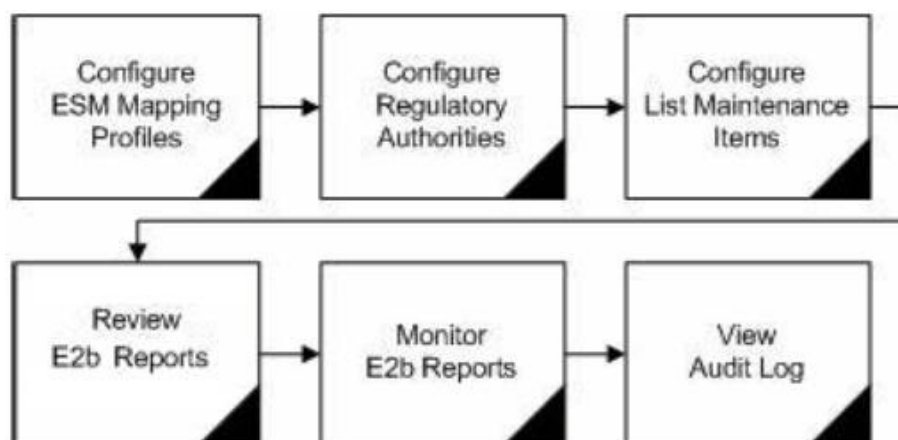 Configure
ESM Mapping
Profiles
Configure
Regulatory
Authorities
Configure
List Maintenance
Items
Review
E2b Reports
Monitor
E2b Reports
View
Audit Log